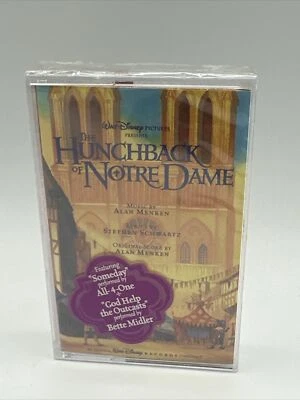 Walt Disney Pictures
PRESENTS
THE
HUNCHBACK
OF NOTRE DAME
MUSIC BY
ALAN MENKEN
LYRICS BY
STEPHEN SCHWARTZ
ORIGINAL SCORE BY
ALAN MENKEN
Featuring
"Someday"
performed by
All-4-One
+
"God Help
the Outcasts"
performed by
Bette Midler
Walt Disney RECORDS